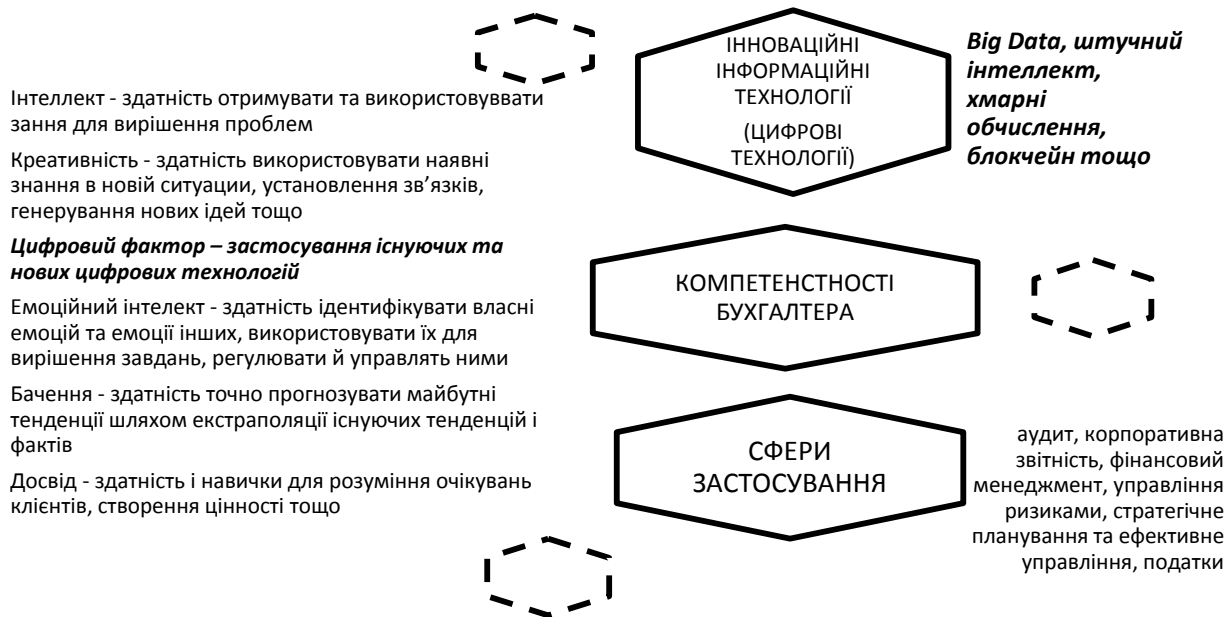 ІННОВАЦІЙНІ
ІНФОРМАЦІЙНІ
ТЕХНОЛОГІЇ
(ЦИФРОВІ
ТЕХНОЛОГІЇ)
Big Data, штучний
інтеллект,
хмарні
обчислення,
блокчейн тощо
Інтеллект - здатність отримувати та використовуввати
зання для вирішення проблем
Креативність - здатність використовувати наявні
знання в новій ситуации, установлення зв’язків,
генерування нових ідей тощо
Цифровий фактор – застосування існуючих та
нових цифрових технологій
Емоційний інтелект - здатність ідентифікувати власні
емоцій та емоції інших, використовувати їх для
вирішення завдань, регулювати й управлять ними
Бачення - здатність точно прогнозувати майбутні
тенденції шляхом екстраполяції існуючих тенденцій і
фактів
Досвід - здатність і навички для розуміння очікувань
клієнтів, створення цінності тощо
КОМПЕТЕНСТНОСТІ
БУХГАЛТЕРА
СФЕРИ
ЗАСТОСУВАННЯ
аудит, корпоративна
звітність, фінансовий
менеджмент, управління
ризиками, стратегічне
планування та ефективне
управління, податки